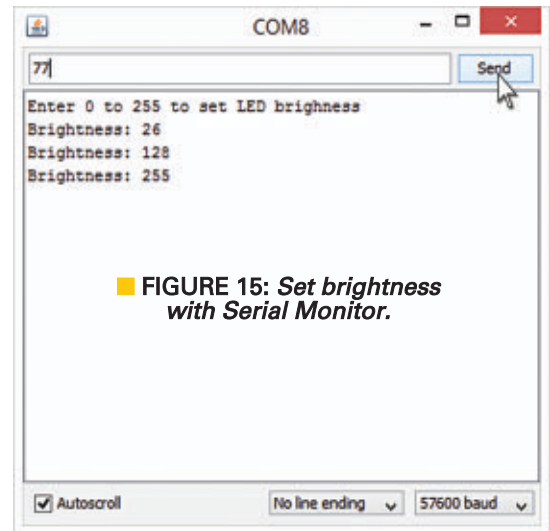 COM8
77
Send
Enter 0 to 255 to set LED brighness
Brightness: 26
Brightness: 128
Brightness: 255
FIGURE 15: Set brightness
with Serial Monitor.
Autoscroll
No line ending
57600 baud